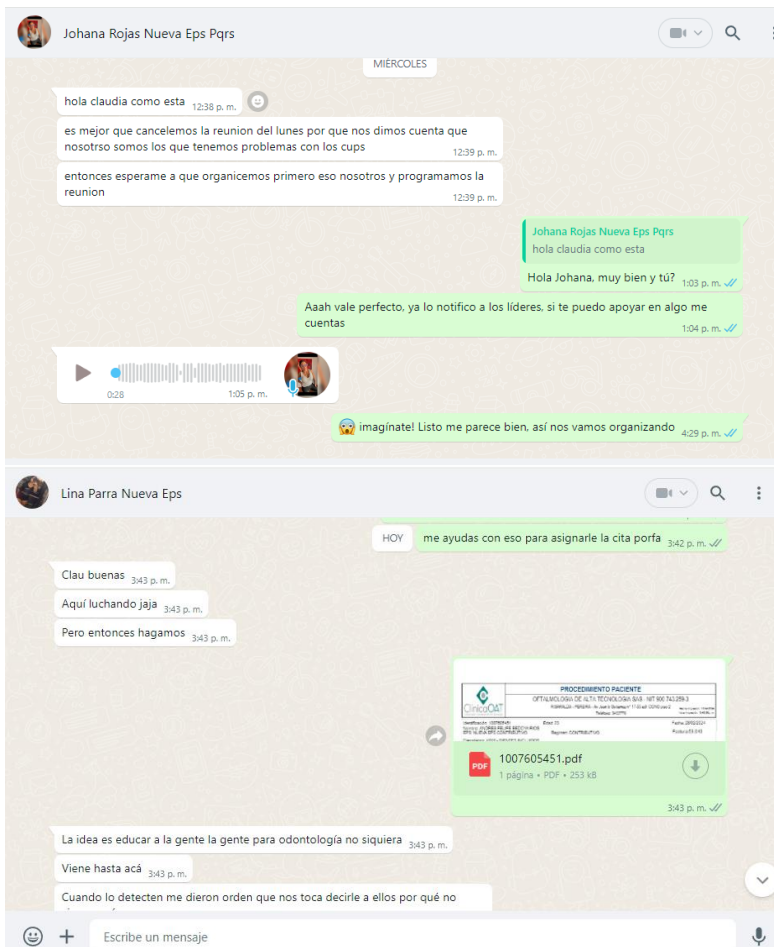 Johana Rojas Nueva Eps Pqrs
MIÉRCOLES
hola claudia como esta 12:38 p. m.
es mejor que cancelemos la reunion del lunes por que nos dimos cuenta que
nosotrso somos los que tenemos problemas con los cups
12:39 p. m.
entonces esperame a que organicemos primero eso nosotros y programamos la
reunion
12:39 p. m.
Johana Rojas Nueva Eps Pqrs
hola claudia como esta
Hola Johana, muy bien y tú? 1:03 p. m.
Aaah vale perfecto, ya lo notifico a los líderes, si te puedo apoyar en algo me
cuentas
1:04 p. m.
0:28 1:05 p. m.
imagínate! Listo me parece bien, así nos vamos organizando 4:29 p. m.
Lina Parra Nueva Eps
HOY
me ayudas con eso para asignarle la cita porfa 3:42 p. m.
Clau buenas 3:43 p. m.
Aquí luchando jaja 3:43 p. m.
Pero entonces hagamos 3:43 p. m.
ClínicaOAT
PROCEDIMIENTO PACIENTE
OFTALMOLOGIA DE ALTA TECNOLOGIA SAS - NIT 900.743.259-3
PDF
1007605451.pdf
1 página • PDF • 253 kB
3:43 p. m.
La idea es educar a la gente la gente para odontología no siquiera 3:43 p. m.
Viene hasta acá 3:43 p. m.
Cuando lo detecten me dieron orden que nos toca decirle a ellos por qué no
Escribe un mensaje